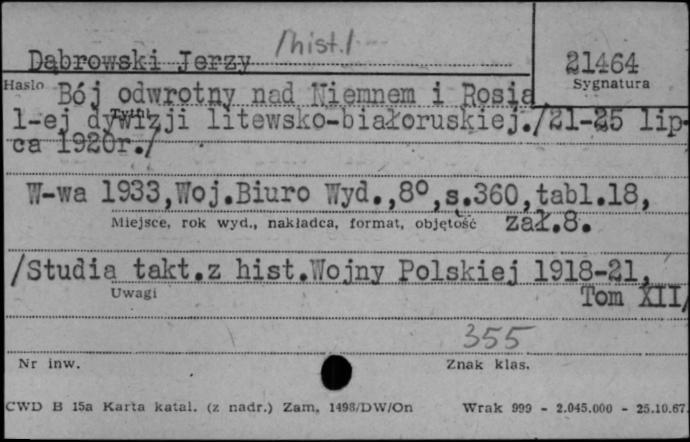 /hist./
Dąbrowski Jerzy
21464
Hasło
Sygnatura
Bój odwrotny nad Niemnem i Rosią
Tytuł
1-ej dywizji litewsko-białoruskiej./21-25 lip-
ca 1920r./
W-wa 1933,Woj.Biuro Wyd.,8°,s.360,tabl.18,
Miejsce, rok wyd., nakładca, format, objętość
zał.8.
/Studia takt.z hist.Wojny Polskiej 1918-21,
Uwagi
Tom XII/
355
Nr inw.
Znak klas.
CWD B 15a Karta katal. (z nadr.) Zam, 1498/DW/On
Wrak 999 - 2.045.000 - 25.10.67